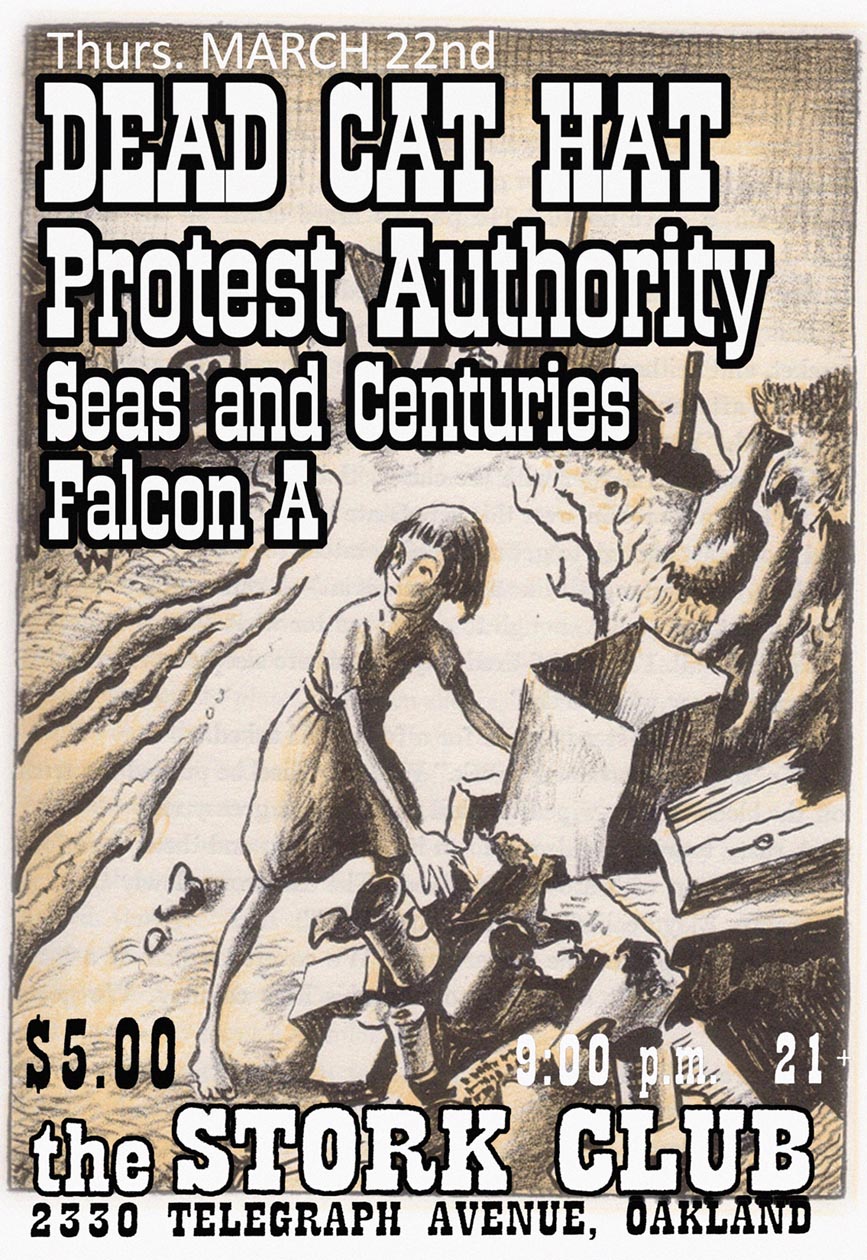 Thurs. MARCH 22nd
DEAD CAT HAT
Protest Authority
Seas and Centuries
Falcon A
$5.00 9:00 p.m. 21+
the STORK CLUB
2330 TELEGRAPH AVENUE, OAKLAND